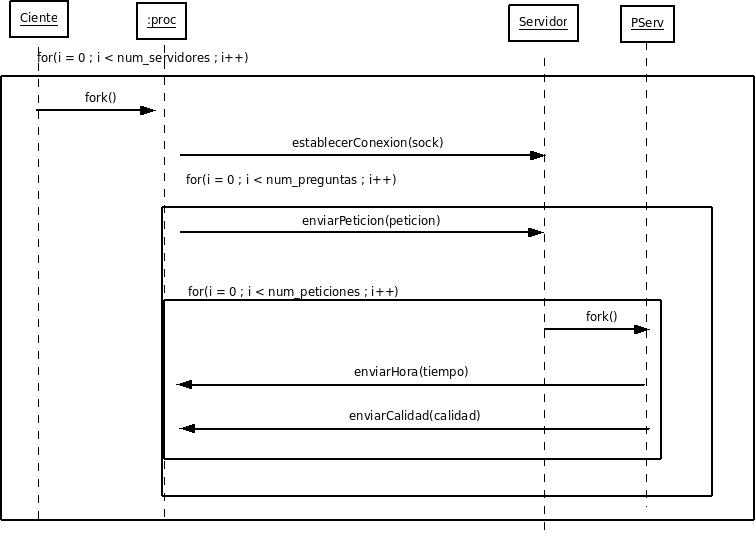 Ciente
:proc
Servidor
PServ
for(i = 0 ; i < num_servidores ; i++)
fork()
establecerConexion(sock)
for(i = 0 ; i < num_preguntas ; i++)
enviarPeticion(peticion)
for(i = 0 ; i < num_peticiones ; i++)
fork()
enviarHora(tiempo)
enviarCalidad(calidad)